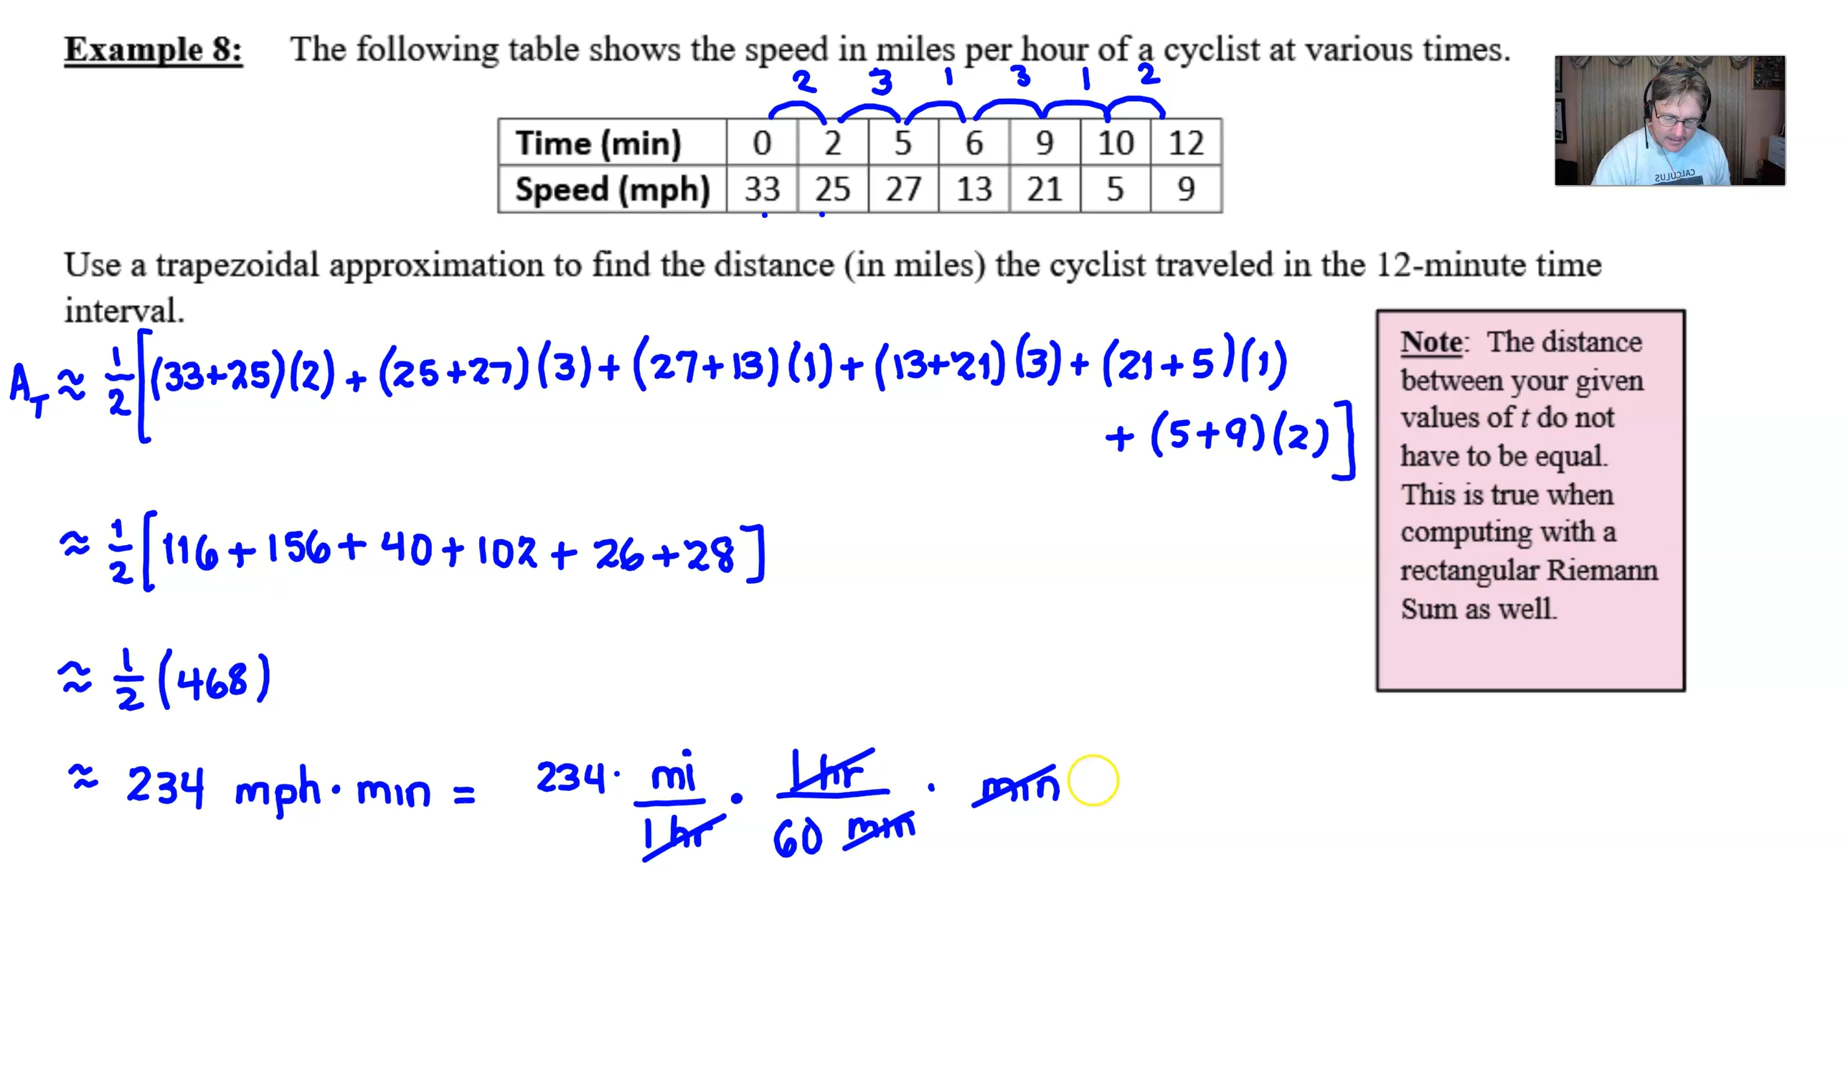 Example 8: The following table shows the speed in miles per hour of a cyclist at various times.
2 3 1 3 1 2
Time (min) 0 2 5 6 9 10 12
Speed (mph) 33 25 27 13 21 5 9
CALCULUS
Use a trapezoidal approximation to find the distance (in miles) the cyclist traveled in the 12-minute time
interval.
A_T ≈ 1/2 [(33+25)(2) + (25+27)(3) + (27+13)(1) + (13+21)(3) + (21+5)(1)
+ (5+9)(2)]
≈ 1/2 [116 + 156 + 40 + 102 + 26 + 28]
≈ 1/2 (468)
≈ 234 mph · min = 234 · mi/1 hr · 1 hr/60 min · min
Note: The distance
between your given
values of t do not
have to be equal.
This is true when
computing with a
rectangular Riemann
Sum as well.